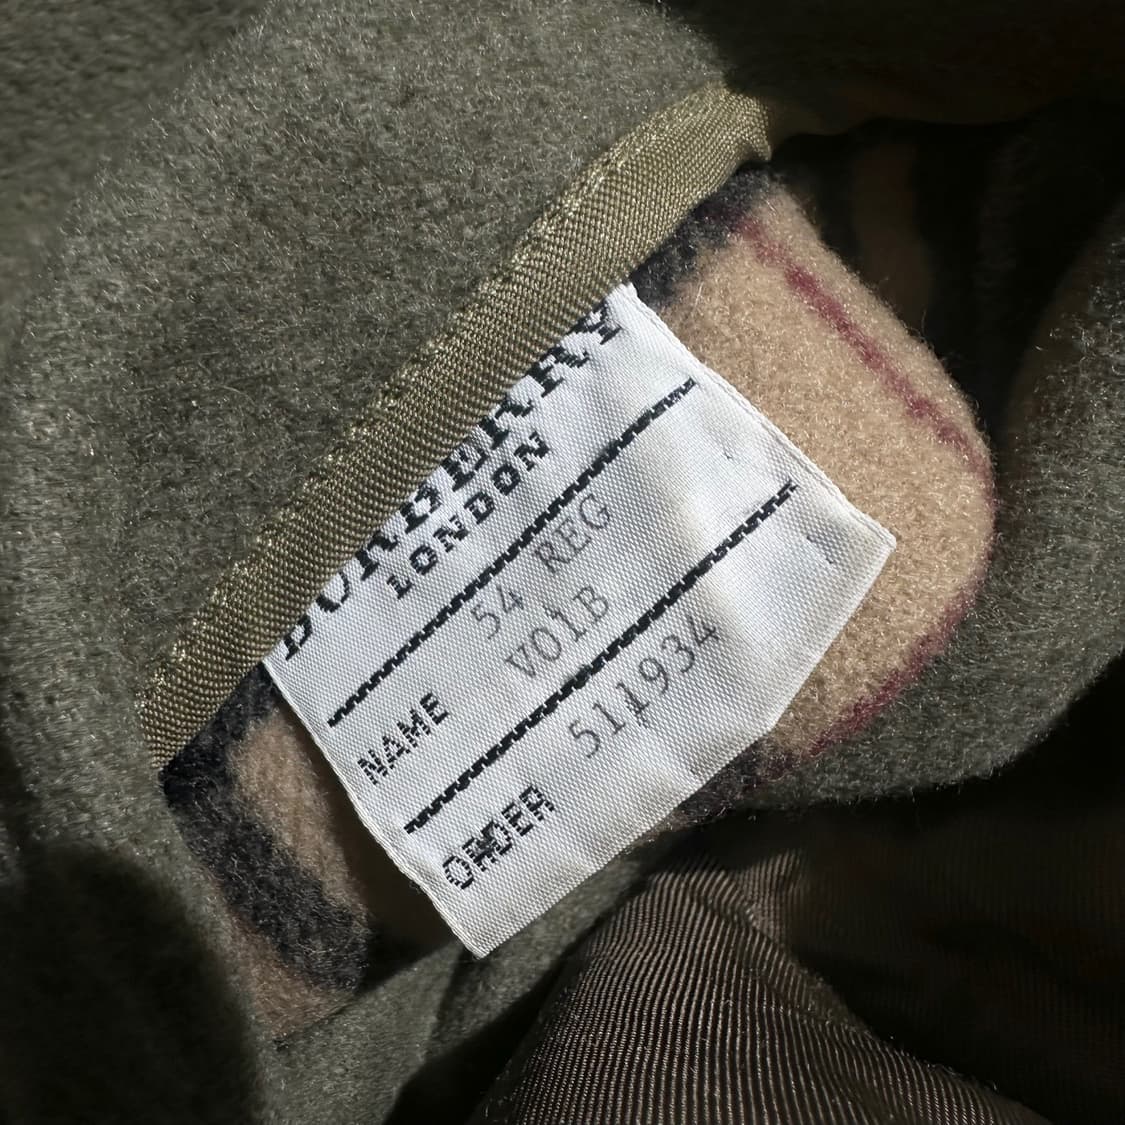 BURBERRY
LONDON
54 REG
NAME V01B
ORDER 511934